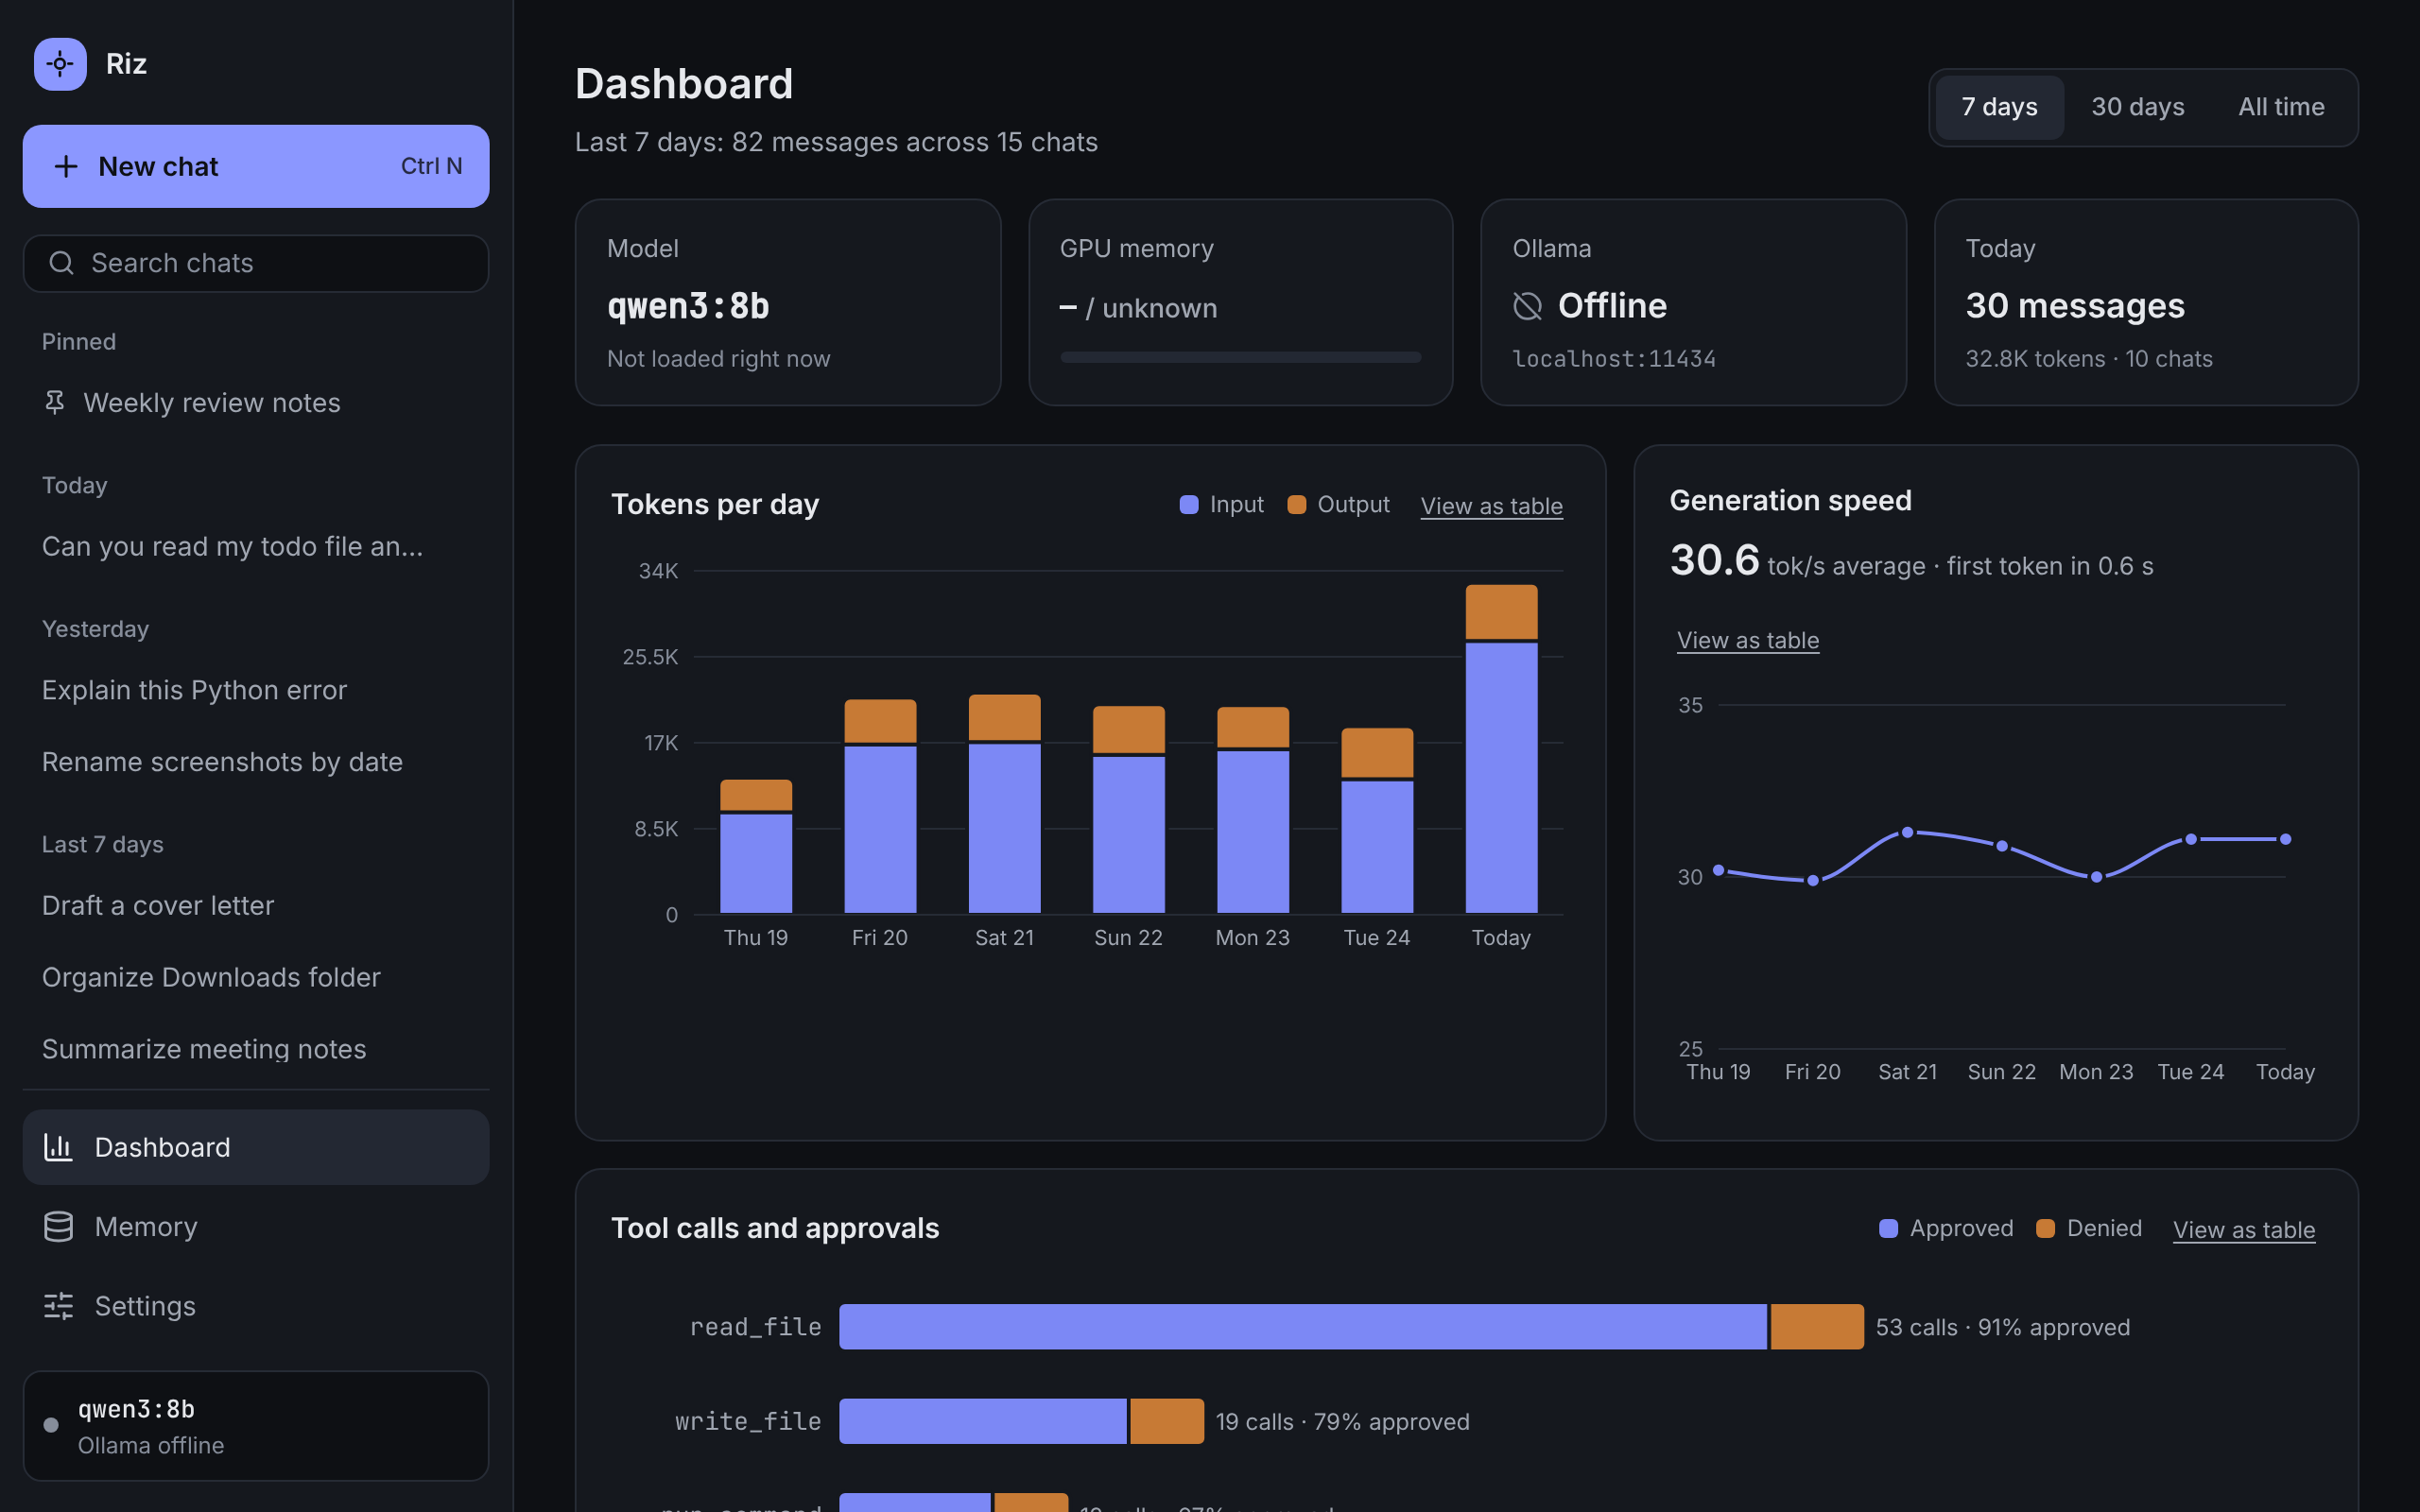 Riz
New chat
Ctrl N
Search chats
Pinned
Weekly review notes
Today
Can you read my todo file an...
Yesterday
Explain this Python error
Rename screenshots by date
Last 7 days
Draft a cover letter
Organize Downloads folder
Summarize meeting notes
Dashboard
Memory
Settings
qwen3:8b
Ollama offline
Dashboard
Last 7 days: 82 messages across 15 chats
7 days
30 days
All time
Model
qwen3:8b
Not loaded right now
GPU memory
– / unknown
Ollama
Offline
localhost:11434
Today
30 messages
32.8K tokens · 10 chats
Tokens per day
Input
Output
View as table
34K
25.5K
17K
8.5K
0
Thu 19
Fri 20
Sat 21
Sun 22
Mon 23
Tue 24
Today
Generation speed
30.6 tok/s average · first token in 0.6 s
View as table
35
30
25
Thu 19
Fri 20
Sat 21
Sun 22
Mon 23
Tue 24
Today
Tool calls and approvals
Approved
Denied
View as table
read_file
53 calls · 91% approved
write_file
19 calls · 79% approved